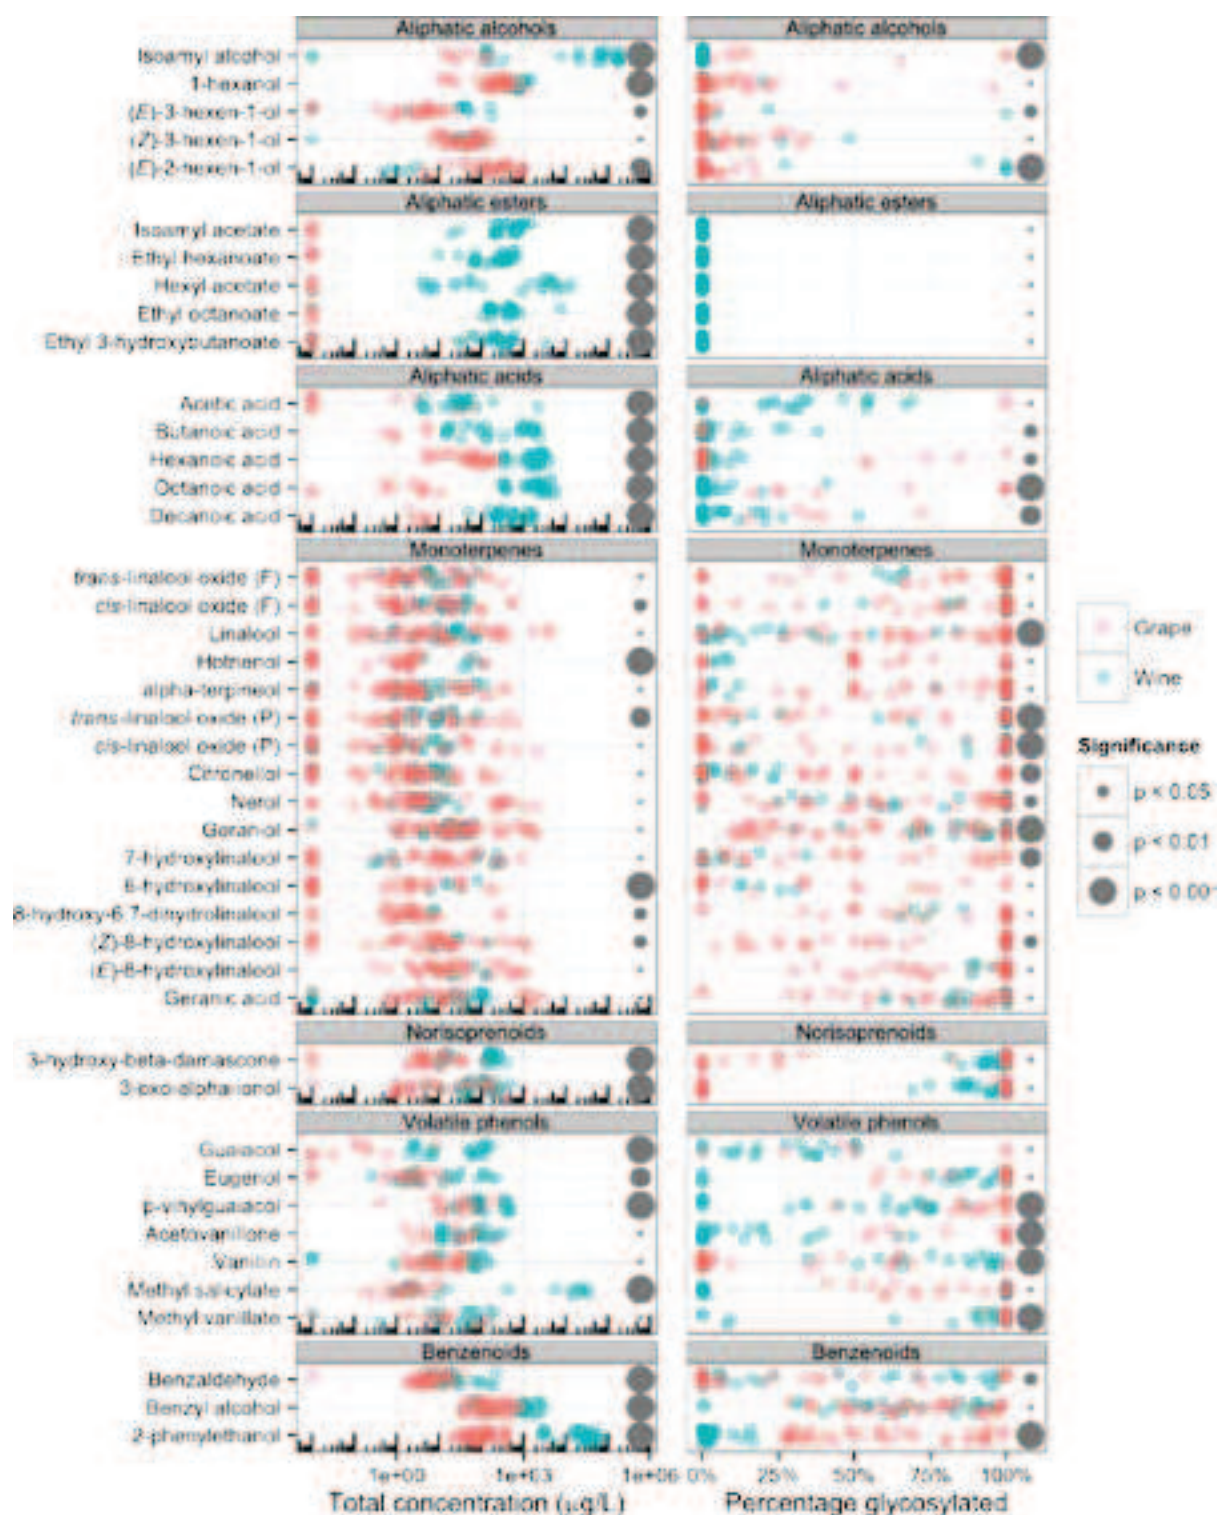 Aliphatic alcohols Aliphatic alcohols
Isoamyl alcohol
1-hexanol
(E)-3-hexen-1-ol
(Z)-3-hexen-1-ol
(E)-2-hexen-1-ol
Aliphatic esters Aliphatic esters
Isoamyl acetate
Ethyl hexanoate
Hexyl acetate
Ethyl octanoate
Ethyl 3-hydroxybutanoate
Aliphatic acids Aliphatic acids
Acetic acid
Butanoic acid
Hexanoic acid
Octanoic acid
Decanoic acid
Monoterpenes Monoterpenes
trans-linalool oxide (F)
cis-linalool oxide (F)
Linalool
Hotrienol
alpha-terpineol
trans-linalool oxide (P)
cis-linalool oxide (P)
Citronellol
Nerol
Geraniol
7-hydroxylinalool
6-hydroxylinalool
8-hydroxy-6,7-dihydrolinalool
(Z)-8-hydroxylinalool
(E)-8-hydroxylinalool
Geranic acid
Norisoprenoids Norisoprenoids
3-hydroxy-beta-damascone
3-oxo-alpha-ionol
Volatile phenols Volatile phenols
Guaiacol
Eugenol
p-vinylguaiacol
Acetovanillone
Vanillin
Methyl salicylate
Methyl vanillate
Benzenoids Benzenoids
Benzaldehyde
Benzyl alcohol
2-phenylethanol
1e+00 1e+03 1e+06 0% 25% 50% 75% 100%
Total concentration (μg/L) Percentage glycosylated
Grape
Wine
Significance
p < 0.05
p < 0.01
p < 0.001